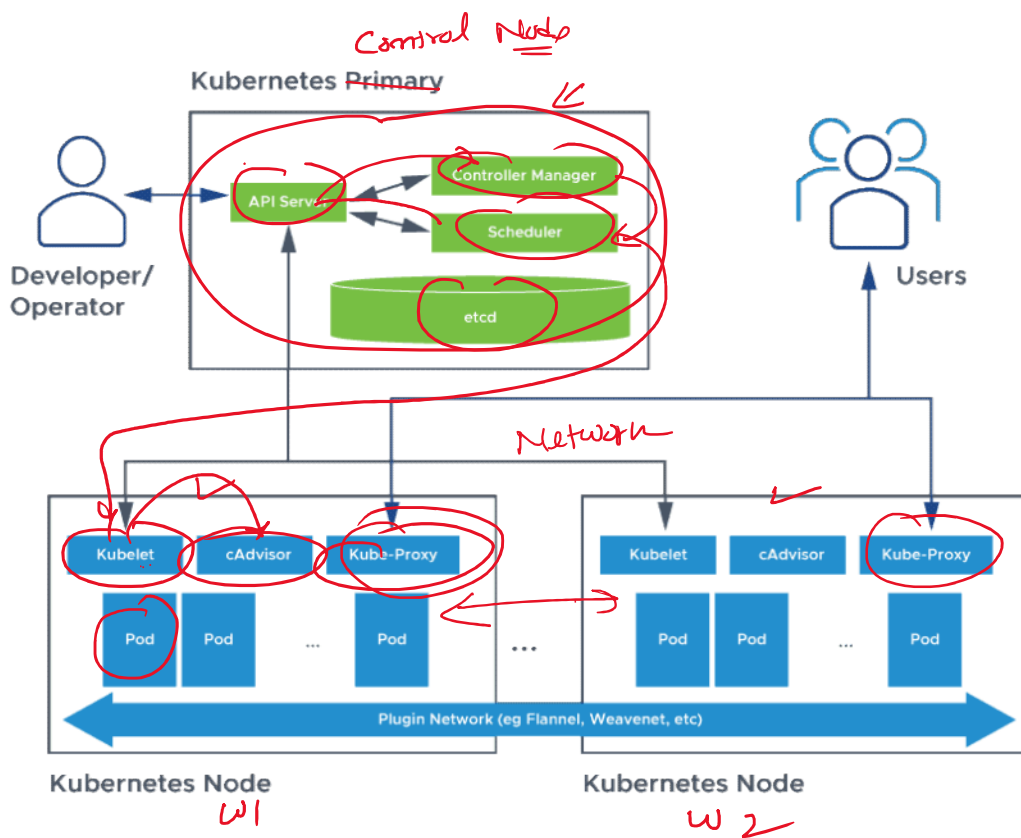 Control Node
Kubernetes Primary
API Server
Controller Manager
Scheduler
etcd
Developer/
Operator
Users
Network
Kubelet
cAdvisor
Kube-Proxy
Pod
Pod
...
Pod
...
Kubelet
cAdvisor
Kube-Proxy
Pod
Pod
...
Pod
Plugin Network (eg Flannel, Weavenet, etc)
Kubernetes Node
W1
Kubernetes Node
W2